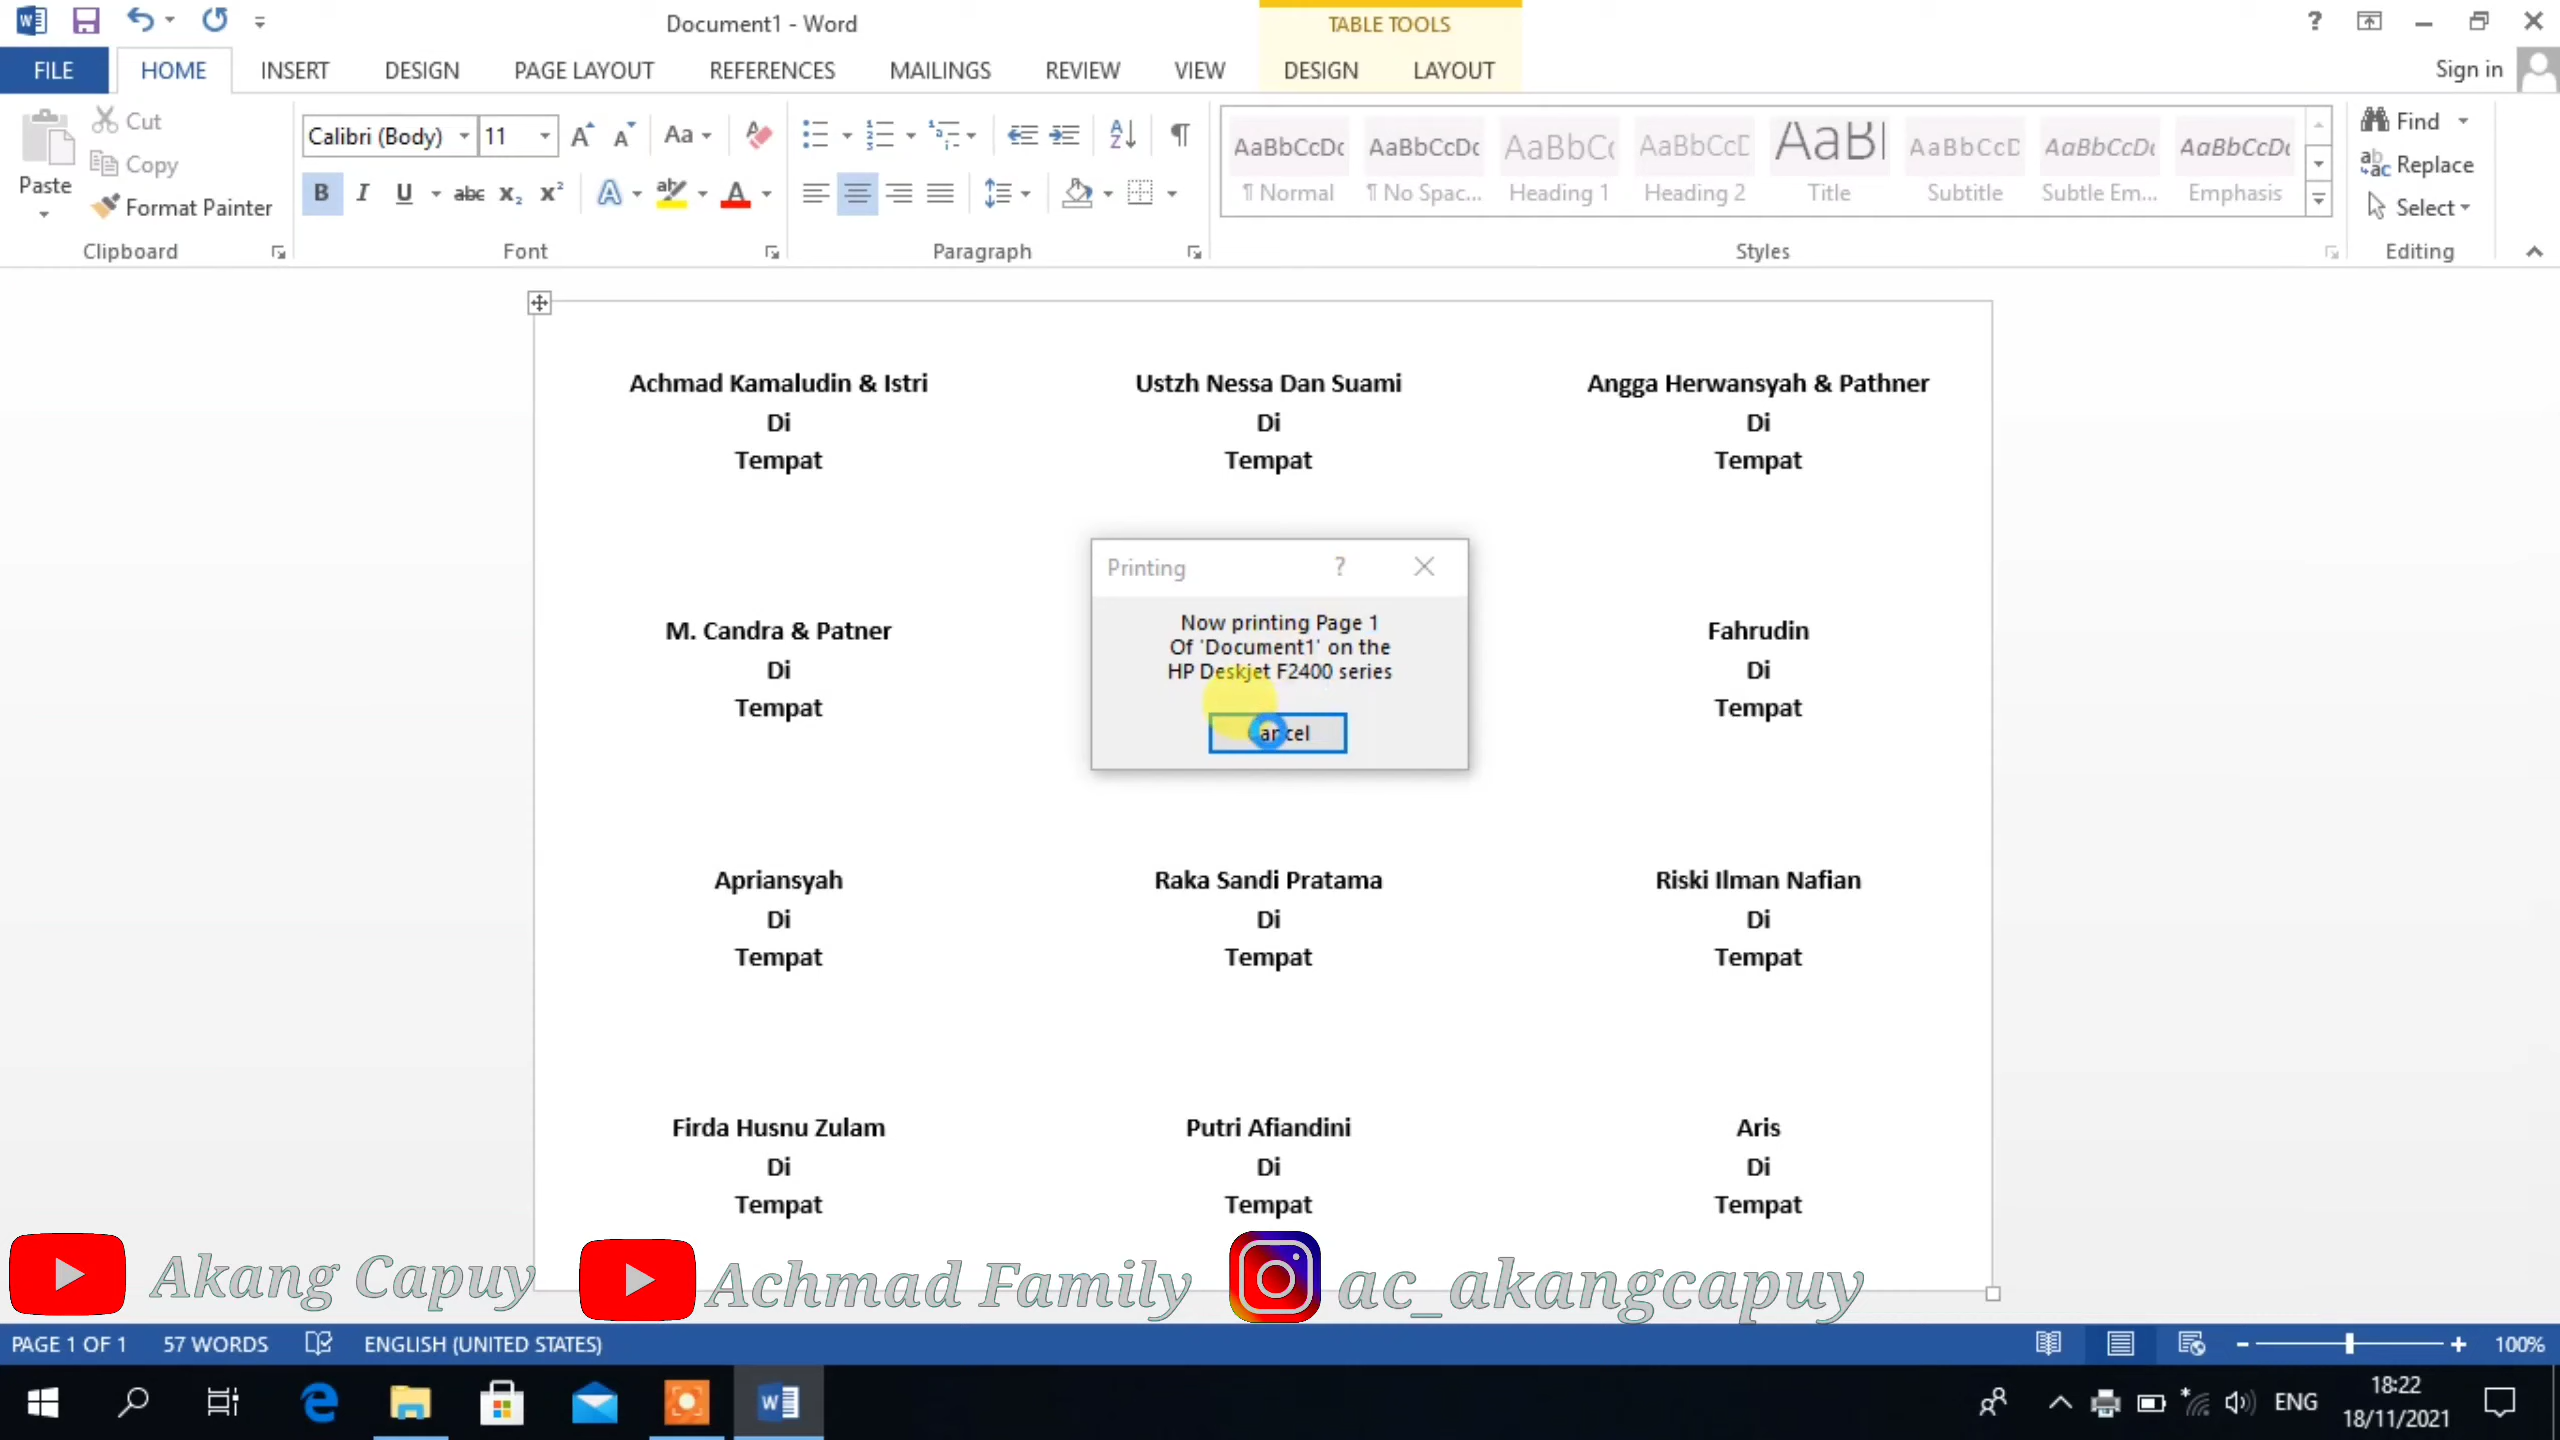 Document1 - Word
TABLE TOOLS
FILE
HOME
INSERT
DESIGN
PAGE LAYOUT
REFERENCES
MAILINGS
REVIEW
VIEW
DESIGN
LAYOUT
Sign in
Paste
Cut
Copy
Format Painter
Clipboard
Calibri (Body)
11
Font
Paragraph
AaBbCcDc
¶ Normal
AaBbCcDc
¶ No Spac...
AaBbC
Heading 1
AaBbCcD
Heading 2
AaBl
Title
AaBbCcD
Subtitle
AaBbCcDc
Subtle Em...
AaBbCcDc
Emphasis
Styles
Find
Replace
Select
Editing
Achmad Kamaludin & Istri
Di
Tempat
Ustzh Nessa Dan Suami
Di
Tempat
Angga Herwansyah & Pathner
Di
Tempat
M. Candra & Patner
Di
Tempat
Printing
Now printing Page 1
Of 'Document1' on the
HP Deskjet F2400 series
Fahrudin
Di
Tempat
Apriansyah
Di
Tempat
Raka Sandi Pratama
Di
Tempat
Riski Ilman Nafian
Di
Tempat
Firda Husnu Zulam
Di
Tempat
Putri Afiandini
Di
Tempat
Aris
Di
Tempat
Akang Capuy
Achmad Family
ac_akangcapuy
PAGE 1 OF 1
57 WORDS
ENGLISH (UNITED STATES)
100%
ENG
18:22
18/11/2021